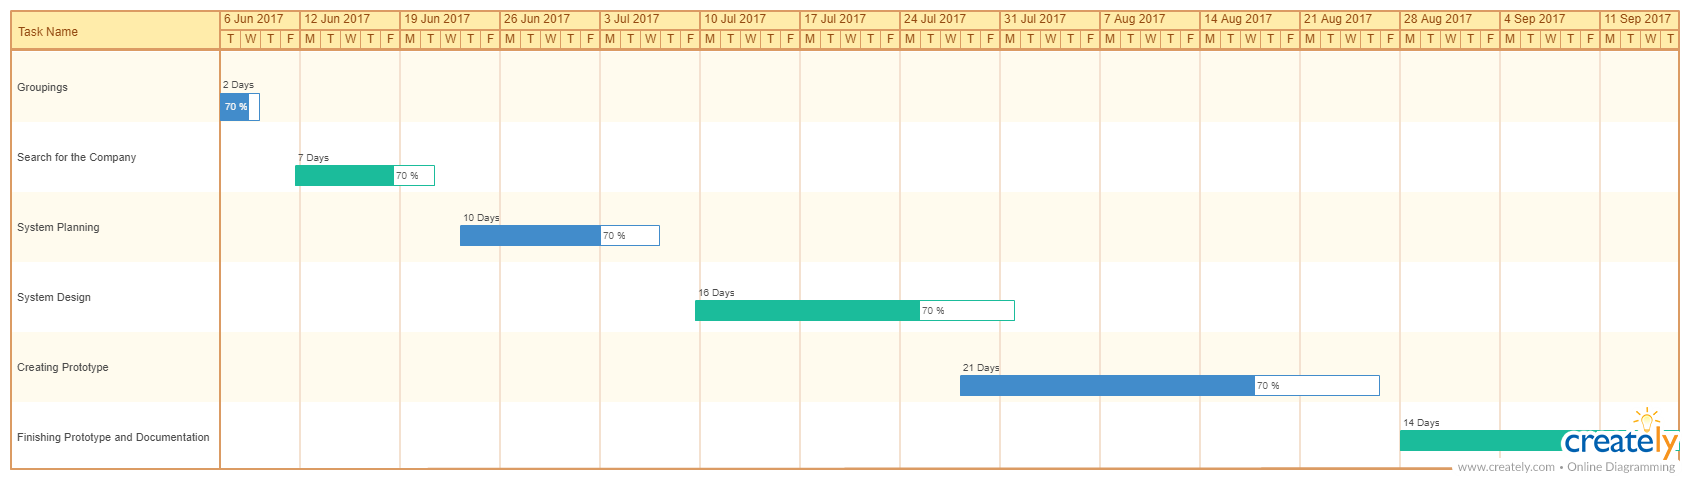 Task Name
6 Jun 2017 12 Jun 2017 19 Jun 2017 26 Jun 2017 3 Jul 2017 10 Jul 2017 17 Jul 2017 24 Jul 2017 31 Jul 2017 7 Aug 2017 14 Aug 2017 21 Aug 2017 28 Aug 2017 4 Sep 2017 11 Sep 2017
T W T F M T W T F M T W T F M T W T F M T W T F M T W T F M T W T F M T W T F M T W T F M T W T F M T W T F M T W T F M T W T F M T W T F M T W T
Groupings
2 Days
70 %
Search for the Company
7 Days
70 %
System Planning
10 Days
70 %
System Design
16 Days
70 %
Creating Prototype
21 Days
70 %
Finishing Prototype and Documentation
14 Days
creately
www.creately.com • Online Diagramming